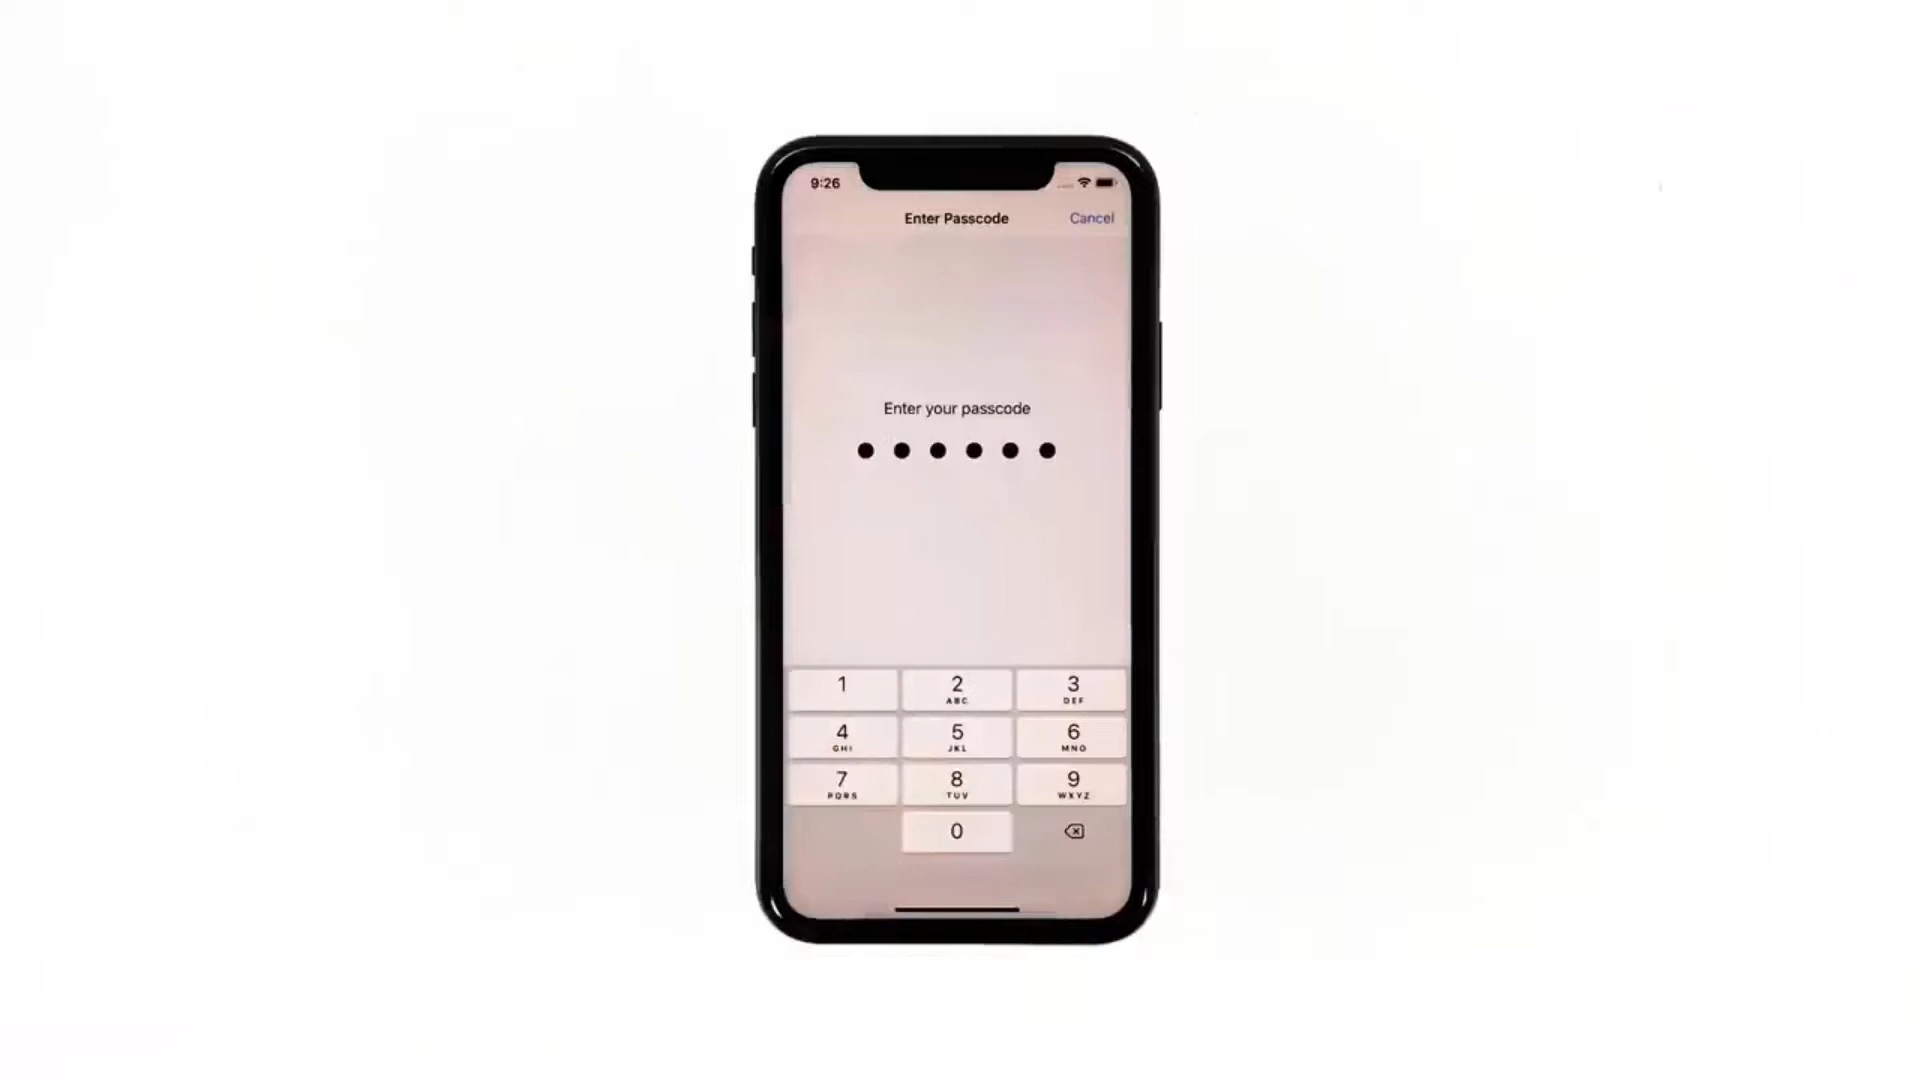 9:26
Enter Passcode Cancel
Enter your passcode
1 2 3
ABC DEF
4 5 6
GHI JKL MNO
7 8 9
PQRS TUV WXYZ
0